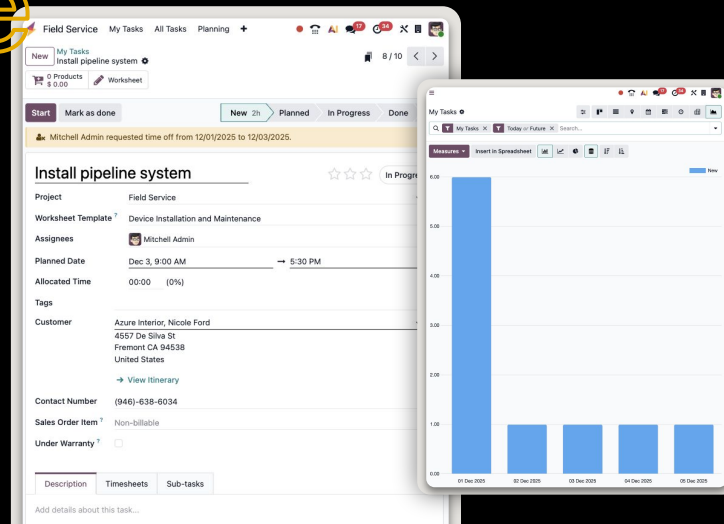 Field Service My Tasks All Tasks Planning + AI 17 34
New My Tasks
Install pipeline system 8 / 10
0 Products
$ 0.00
Worksheet
Start Mark as done New 2h Planned In Progress Done
Mitchell Admin requested time off from 12/01/2025 to 12/03/2025.
Install pipeline system In Progre
Project Field Service
Worksheet Template ? Device Installation and Maintenance
Assignees Mitchell Admin
Planned Date Dec 3, 9:00 AM → 5:30 PM
Allocated Time 00:00 (0%)
Tags
Customer Azure Interior, Nicole Ford
4557 De Silva St
Fremont CA 94538
United States
→ View Itinerary
Contact Number (946)-638-6034
Sales Order Item ? Non-billable
Under Warranty ?
Description Timesheets Sub-tasks
Add details about this task...
AI 17 34
My Tasks
My Tasks × Today or Future × Search...
Measures Insert in Spreadsheet
New
6.00
5.00
4.00
3.00
2.00
1.00
0.00
01 Dec 2025 02 Dec 2025 03 Dec 2025 04 Dec 2025 05 Dec 2025